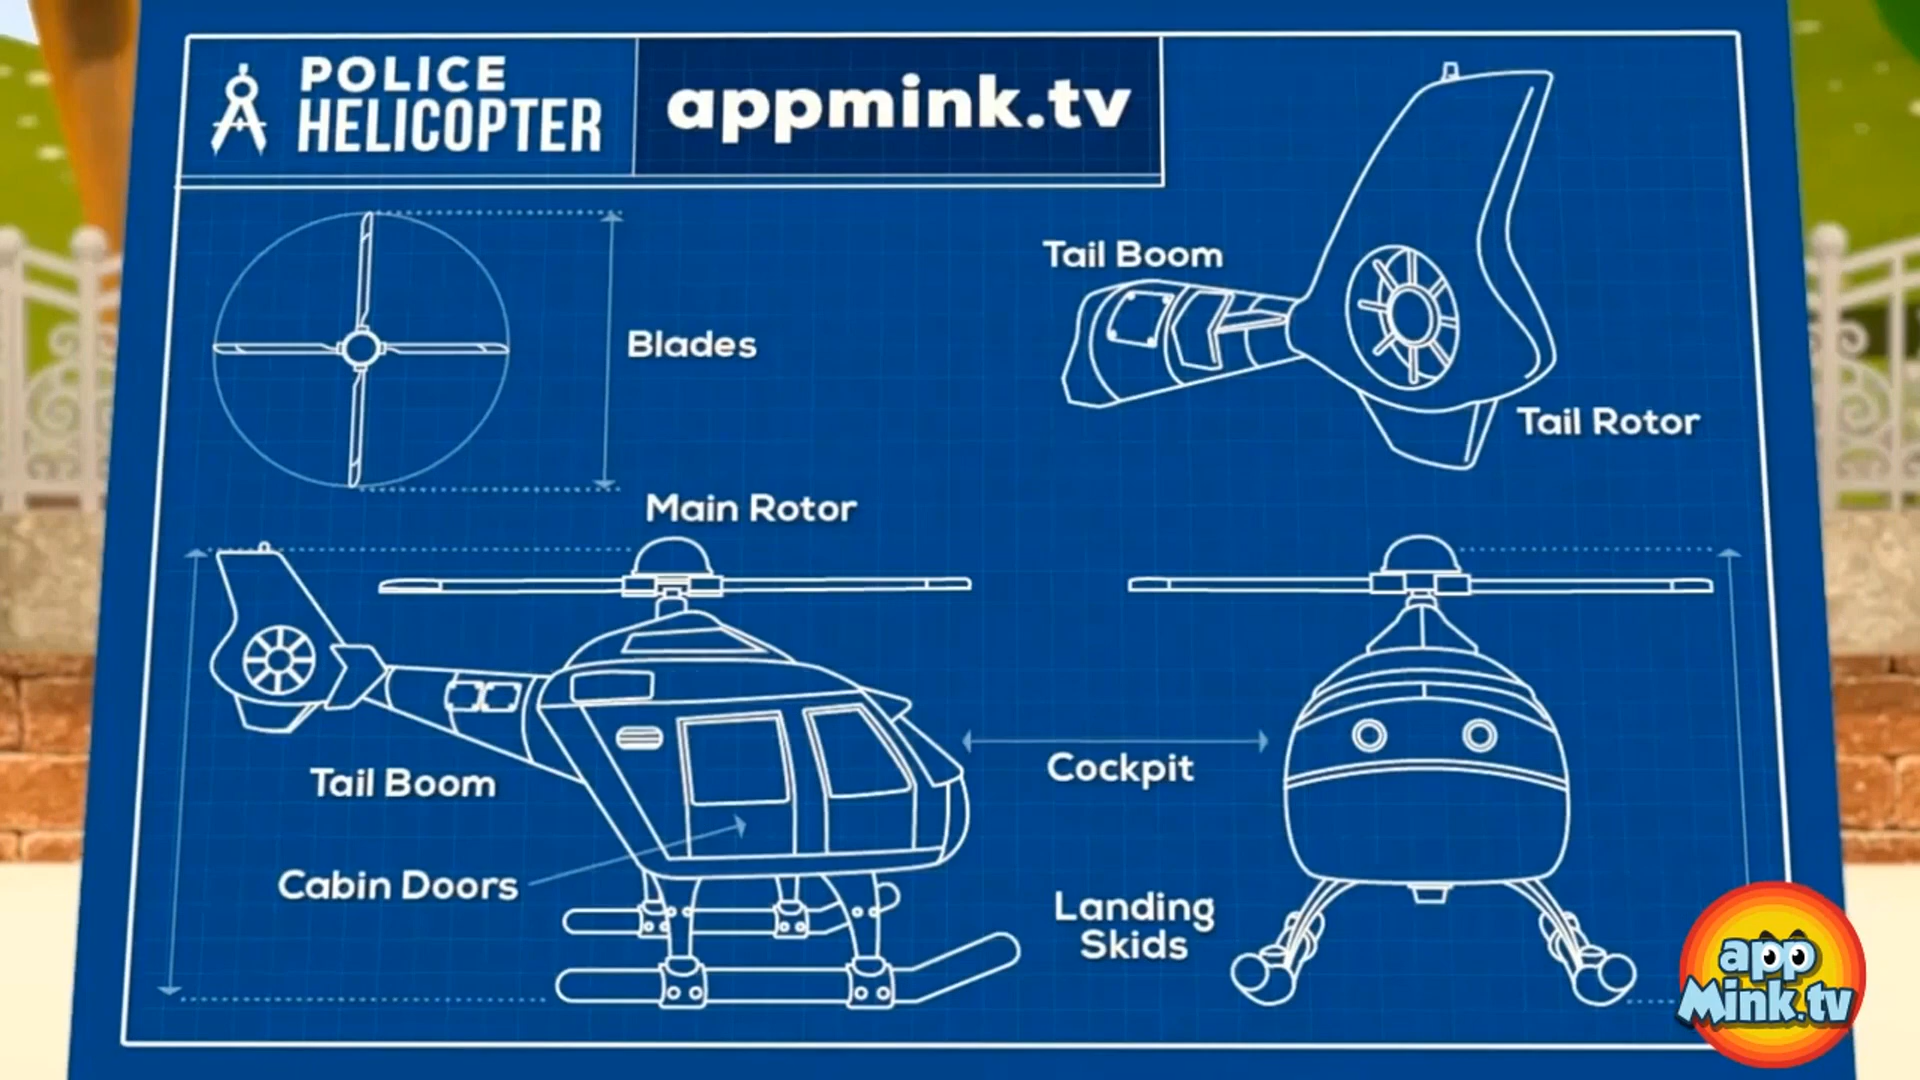 POLICE
HELICOPTER
appmink.tv
Tail Boom
Blades
Tail Rotor
Main Rotor
Tail Boom
Cockpit
Cabin Doors
Landing
Skids
app
Mink.tv